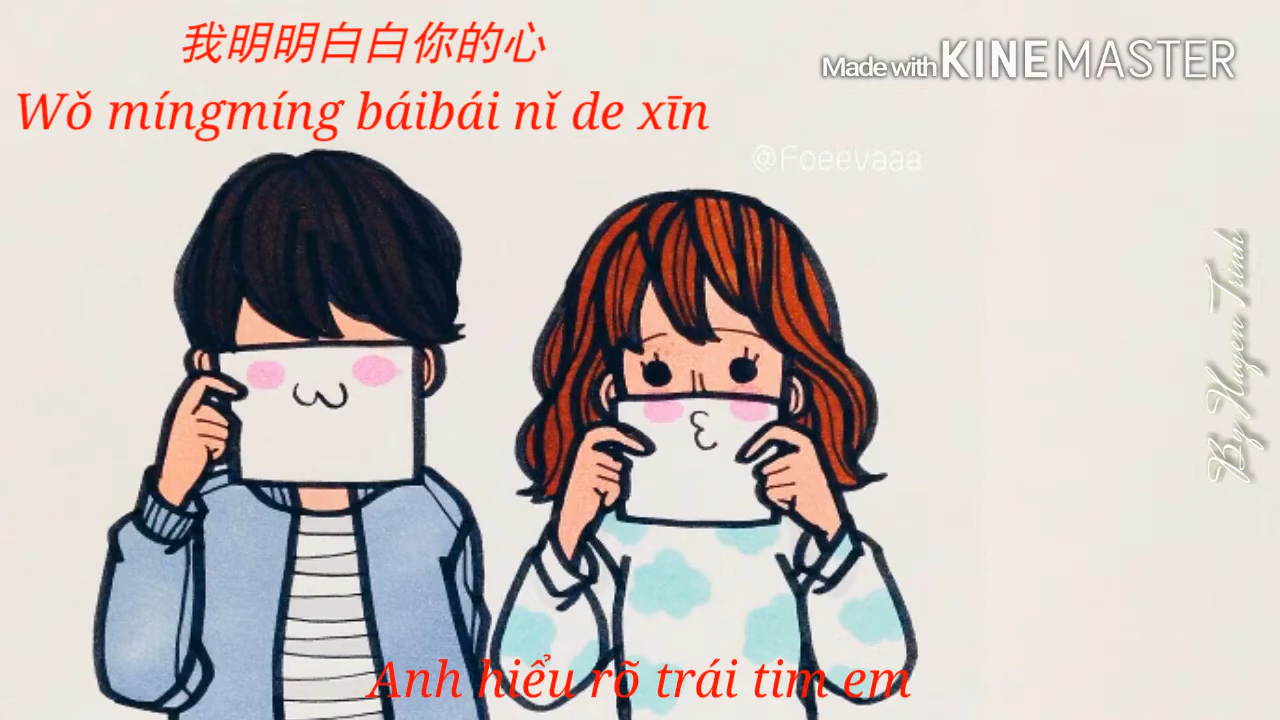 我明明白白你的心
Wǒ míngmíng báibái nǐ de xīn
Made with KINEMASTER
@Foeevaaa
By Huyen Trinh
Anh hiểu rõ trái tim em